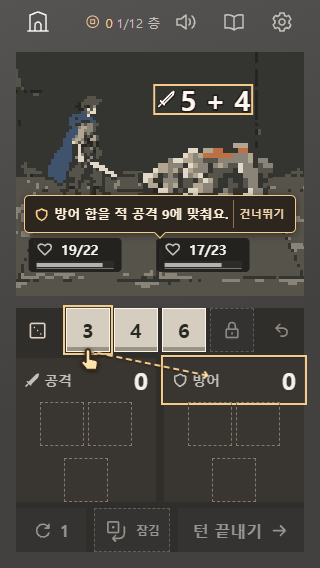 0 1/12 층
5 + 4
방어 합을 적 공격 9에 맞춰요. 건너뛰기
19/22 17/23
3 4 6
공격 0 방어 0
1 잠김 턴 끝내기